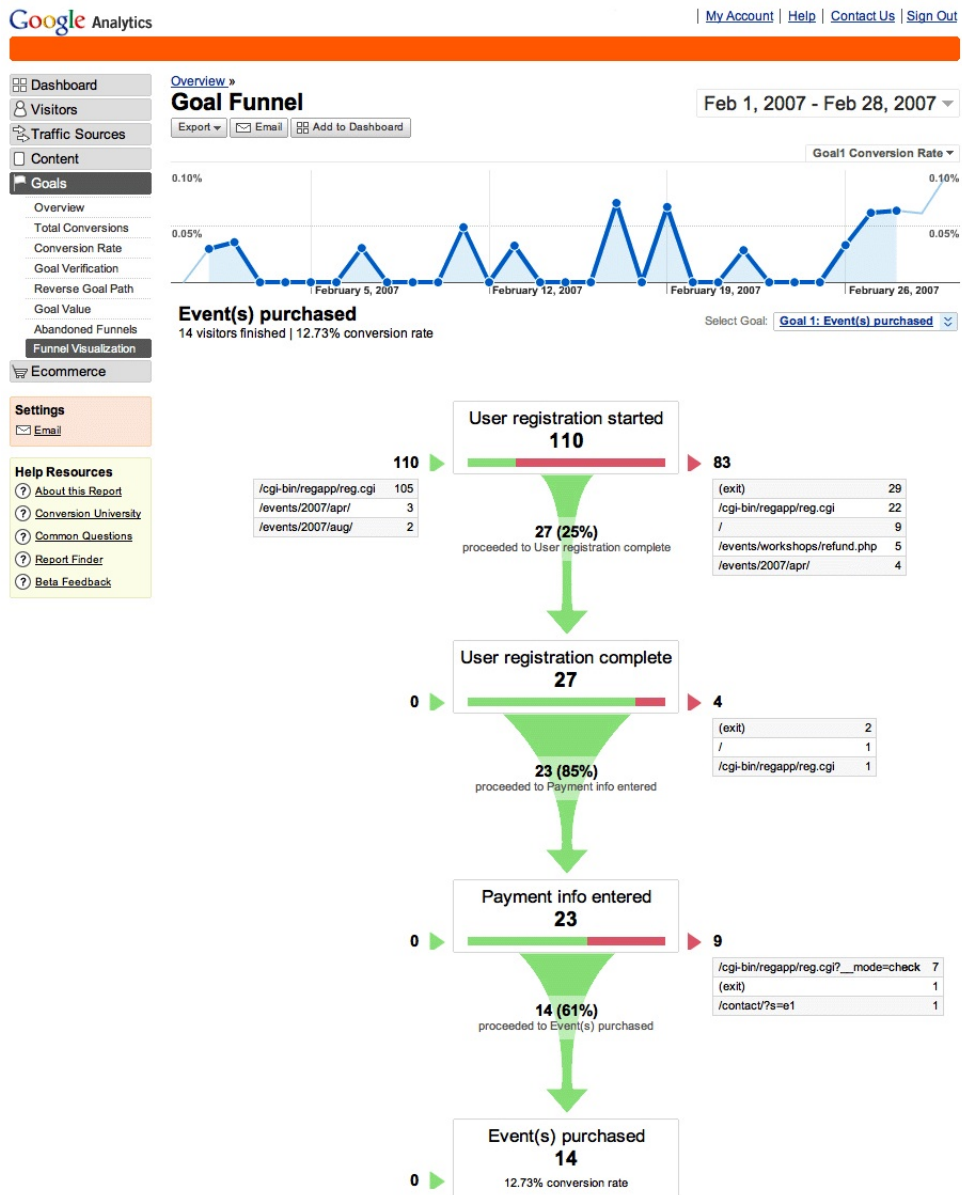 Google Analytics
My Account | Help | Contact Us | Sign Out
Dashboard
Visitors
Traffic Sources
Content
Goals
Overview
Total Conversions
Conversion Rate
Goal Verification
Reverse Goal Path
Goal Value
Abandoned Funnels
Funnel Visualization
Ecommerce
Settings
Email
Help Resources
? About this Report
? Conversion University
? Common Questions
? Report Finder
? Beta Feedback
Overview »
Goal Funnel
Feb 1, 2007 - Feb 28, 2007
Export Email Add to Dashboard
Goal1 Conversion Rate
0.10% 0.10%
0.05% 0.05%
February 5, 2007 February 12, 2007 February 19, 2007 February 26, 2007
Event(s) purchased
14 visitors finished | 12.73% conversion rate
Select Goal: Goal 1: Event(s) purchased
User registration started
110
110
/cgi-bin/regapp/reg.cgi 105
/events/2007/apr/ 3
/events/2007/aug/ 2
83
(exit) 29
/cgi-bin/regapp/reg.cgi 22
/ 9
/events/workshops/refund.php 5
/events/2007/apr/ 4
27 (25%)
proceeded to User registration complete
User registration complete
27
0
4
(exit) 2
/ 1
/cgi-bin/regapp/reg.cgi 1
23 (85%)
proceeded to Payment info entered
Payment info entered
23
0
9
/cgi-bin/regapp/reg.cgi?__mode=check 7
(exit) 1
/contact/?s=e1 1
14 (61%)
proceeded to Event(s) purchased
Event(s) purchased
14
0
12.73% conversion rate